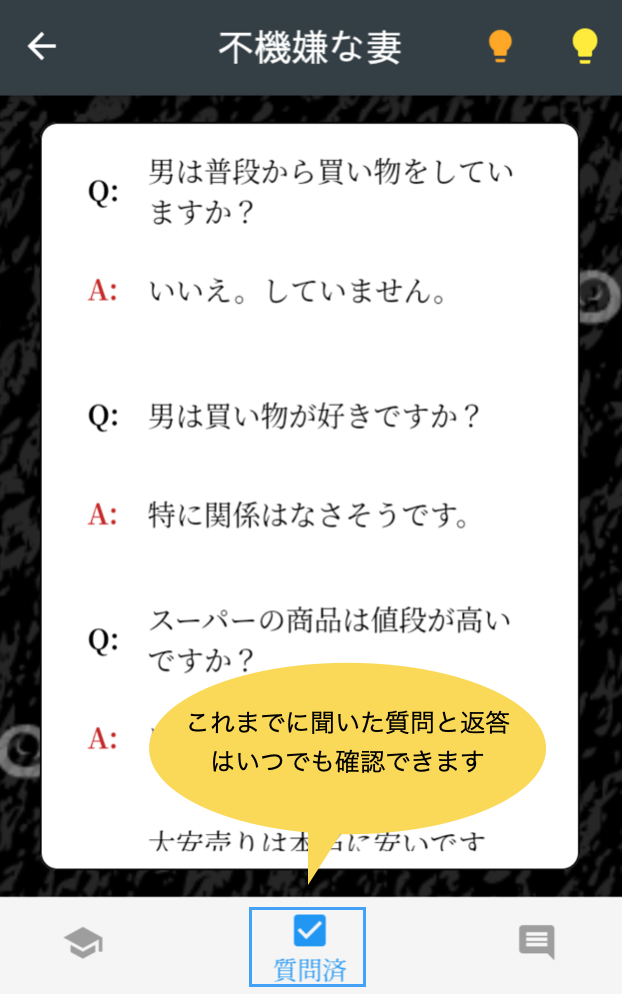 不機嫌な妻
Q: 男は普段から買い物をしてい
ますか？
A: いいえ。していません。
Q: 男は買い物が好きですか？
A: 特に関係はなさそうです。
Q: スーパーの商品は値段が高い
ですか？
A:
これまでに聞いた質問と返答
はいつでも確認できます
大安売りは本当に安いです
質問済